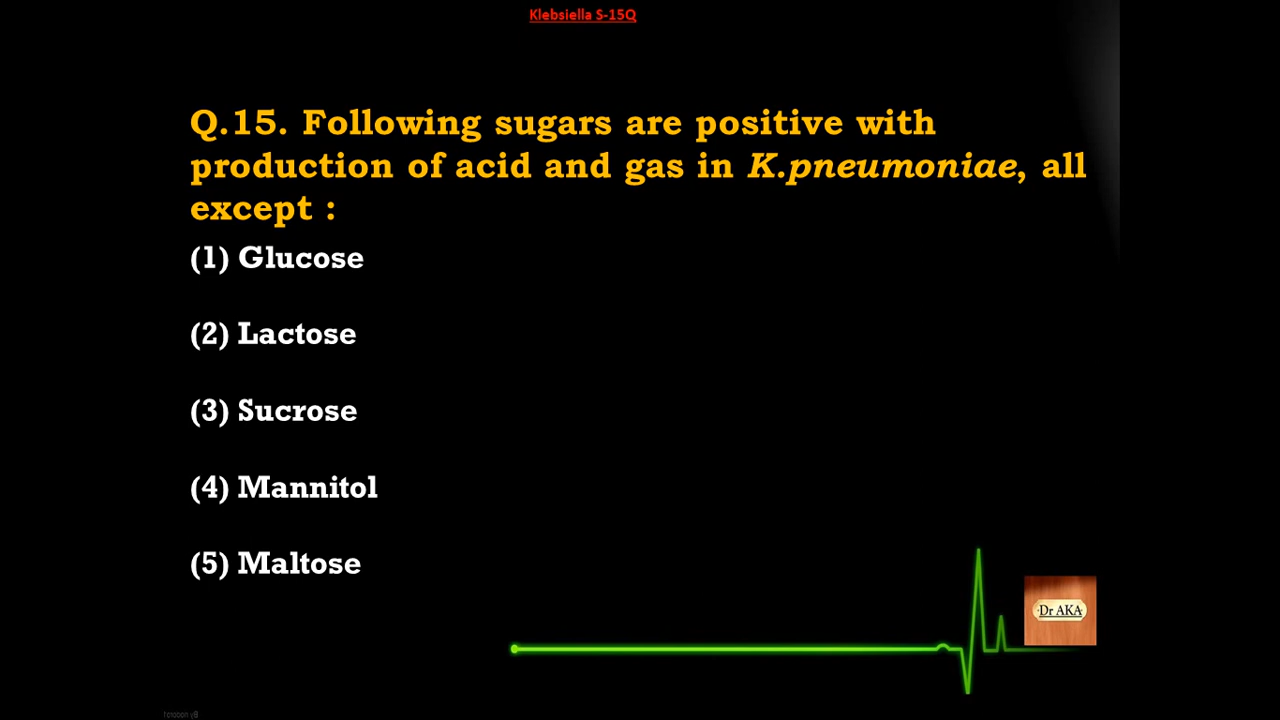 Klebsiella S-15Q
Q.15. Following sugars are positive with
production of acid and gas in K.pneumoniae, all
except :
(1) Glucose
(2) Lactose
(3) Sucrose
(4) Mannitol
(5) Maltose
Dr AKA